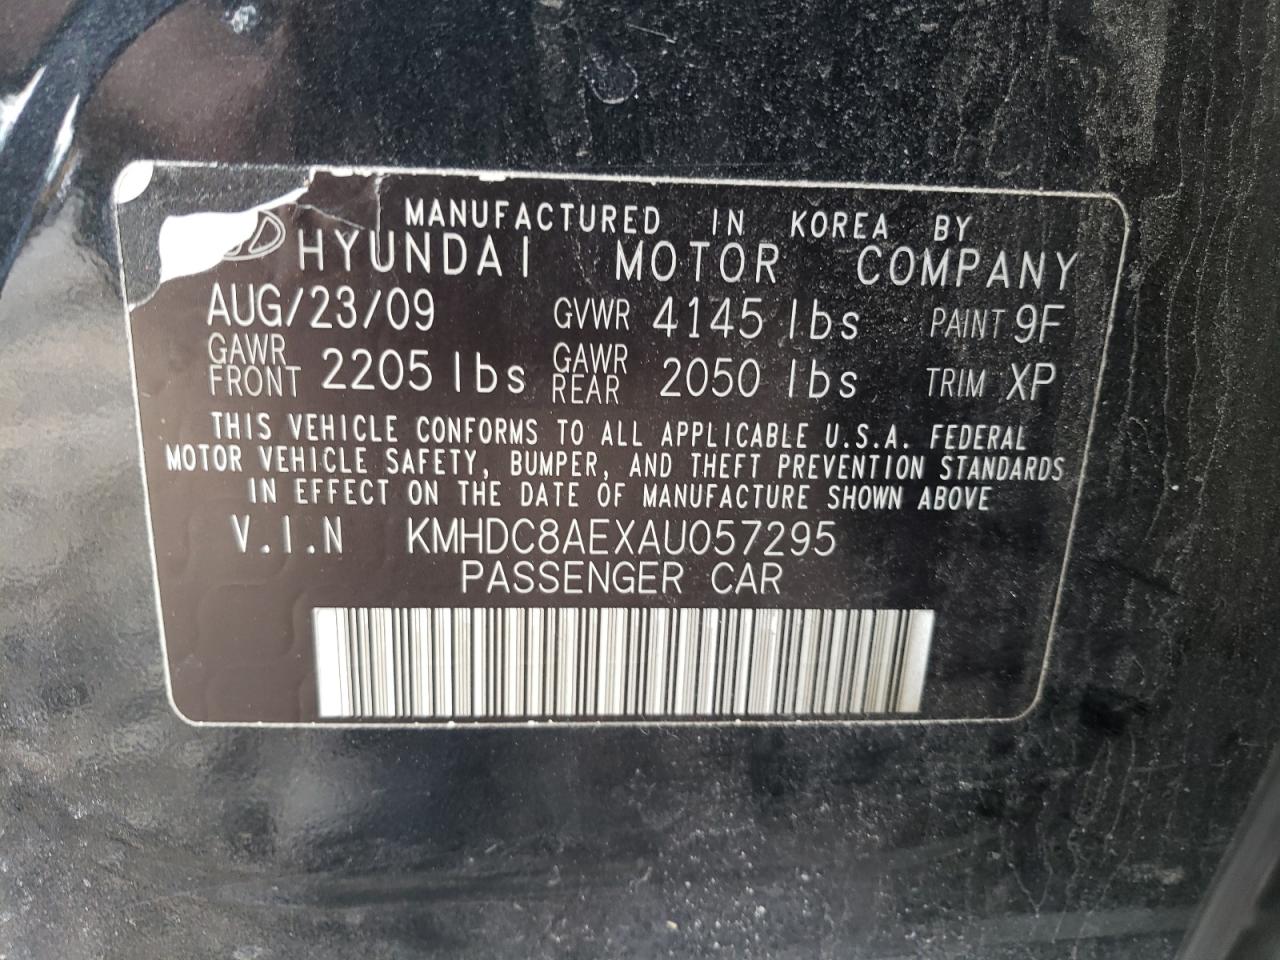 MANUFACTURED IN KOREA BY
HYUNDAI MOTOR COMPANY
AUG/23/09 GVWR 4145 lbs PAINT 9F
GAWR FRONT 2205 lbs GAWR REAR 2050 lbs TRIM XP
THIS VEHICLE CONFORMS TO ALL APPLICABLE U.S.A. FEDERAL
MOTOR VEHICLE SAFETY, BUMPER, AND THEFT PREVENTION STANDARDS
IN EFFECT ON THE DATE OF MANUFACTURE SHOWN ABOVE
V.I.N KMHDC8AEXAU057295
PASSENGER CAR